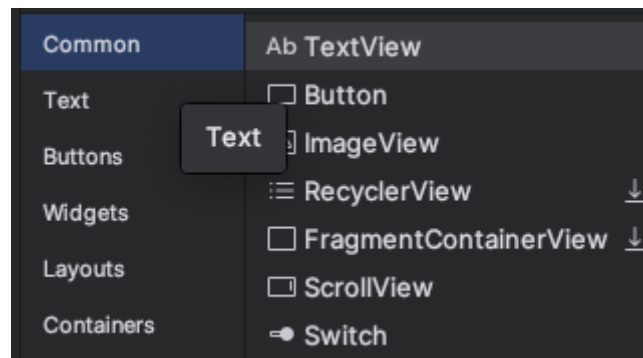 Common
Text
Buttons
Widgets
Layouts
Containers
Text
Ab TextView
Button
ImageView
RecyclerView
FragmentContainerView
ScrollView
Switch